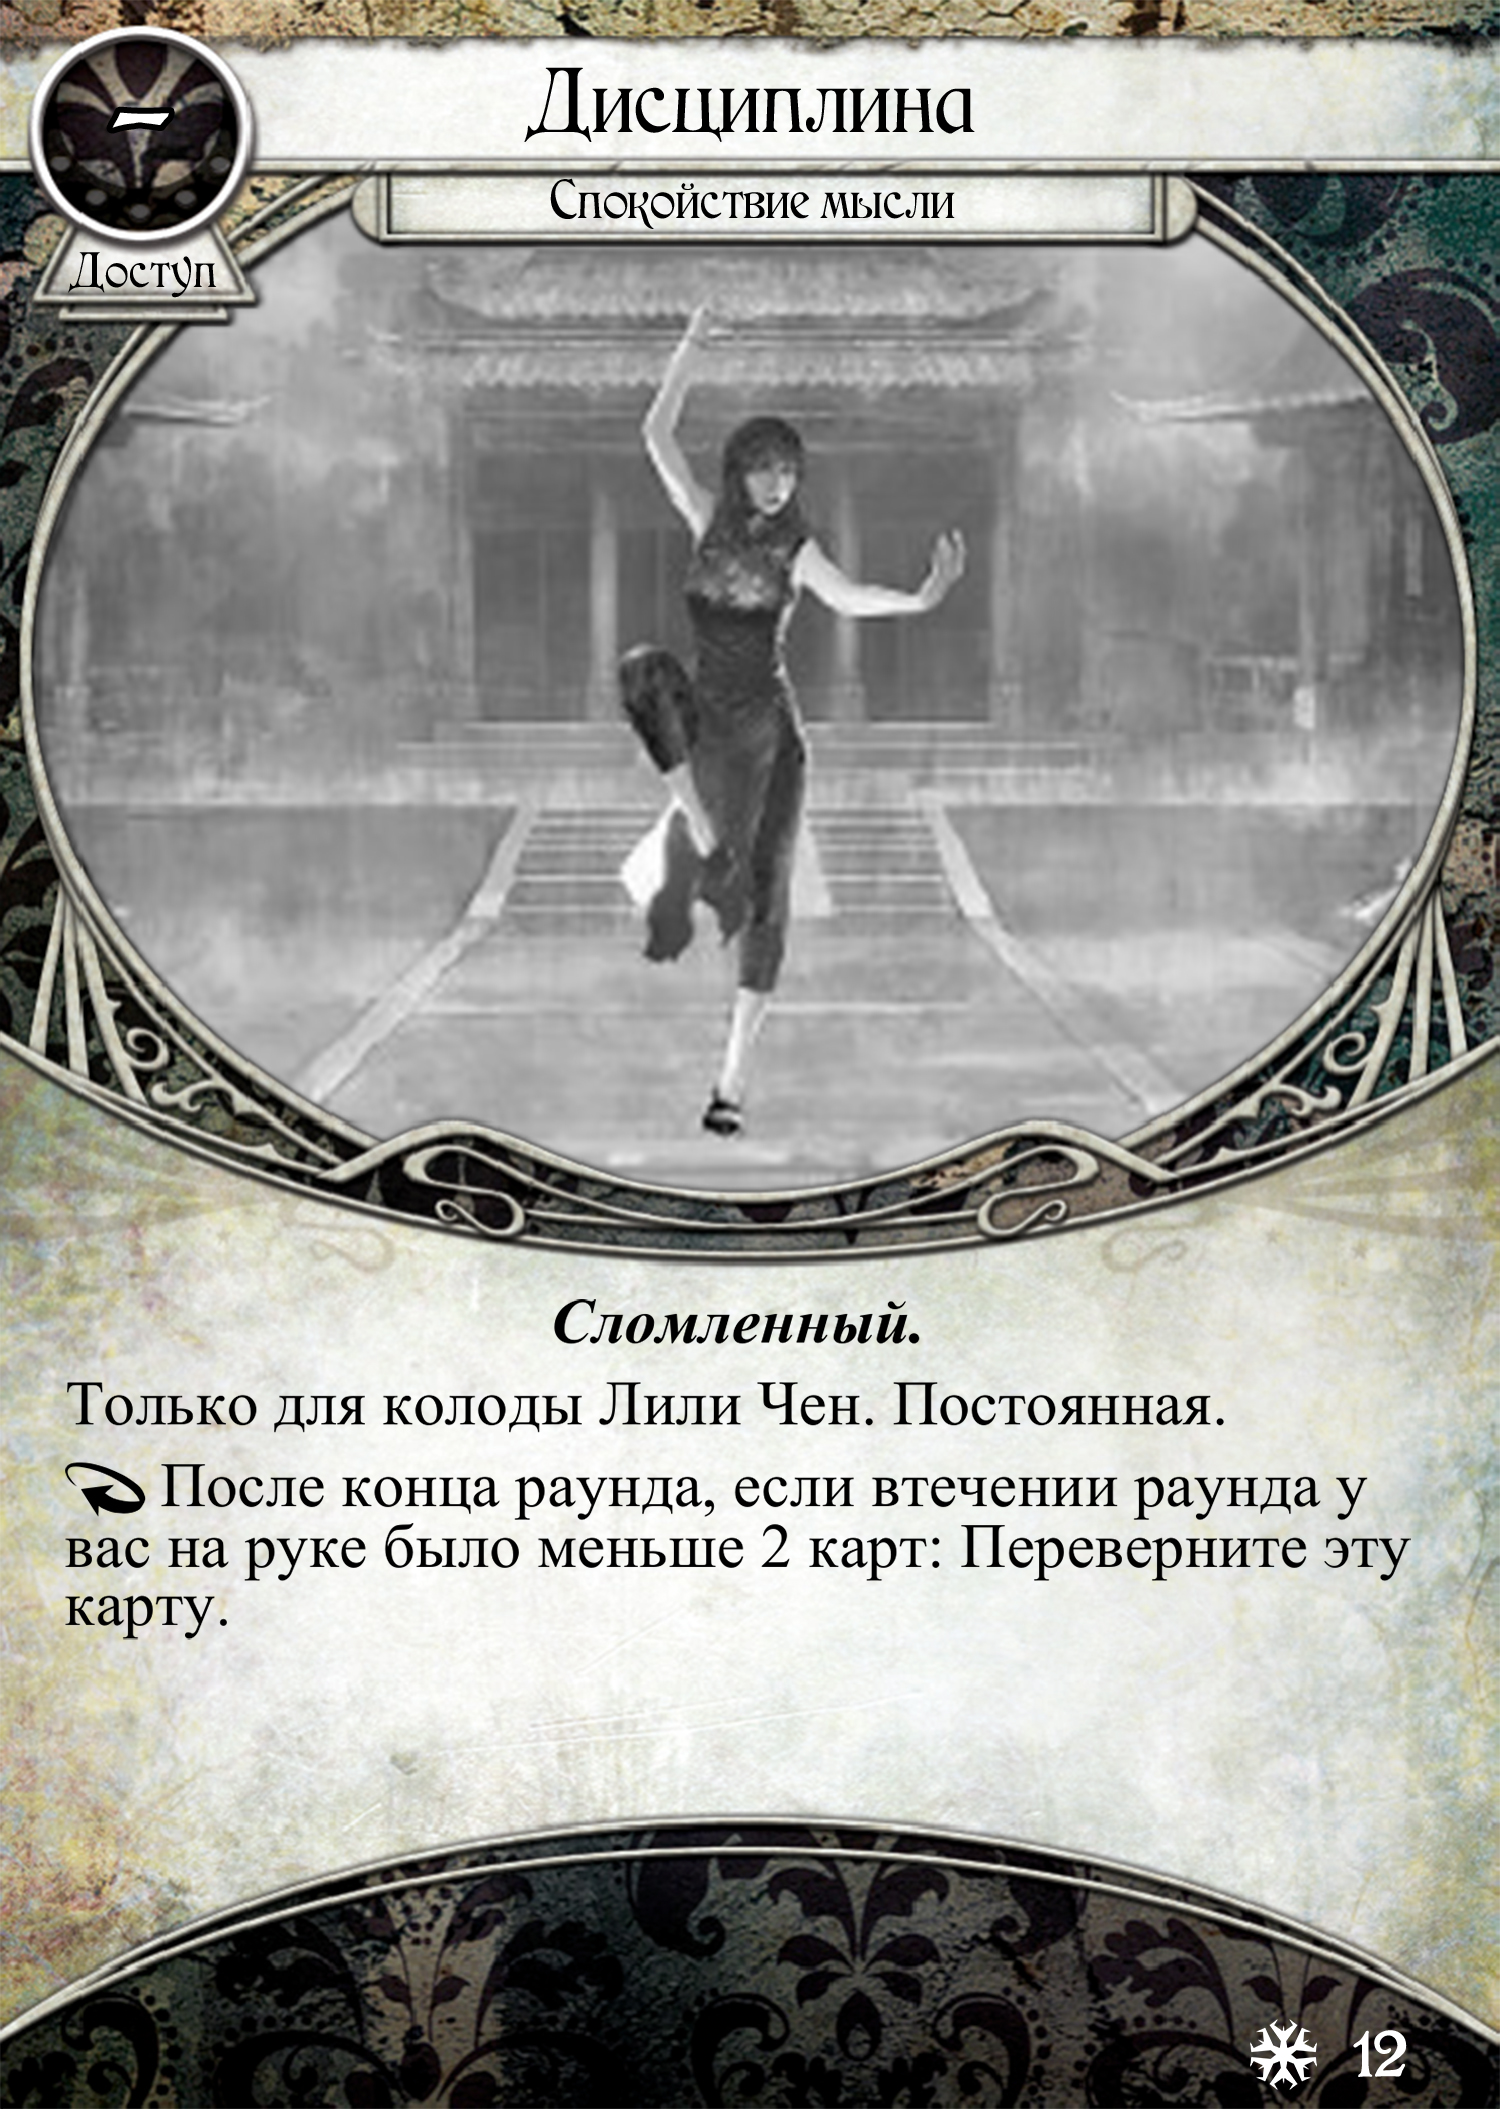 –
Дисциплина
Спокойствие мысли
Доступ
Сломленный.
Только для колоды Лили Чен. Постоянная.
После конца раунда, если втечении раунда у
вас на руке было меньше 2 карт: Переверните эту
карту.
12